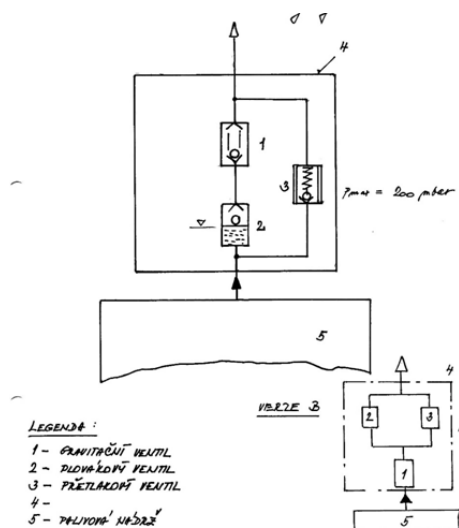 4
1
3
Pmax = 200 mbar
2
5
VERZE B
4
2
3
1
5
LEGENDA :
1 - GRAVITAČNÍ VENTIL
2 - PLOVÁKOVÝ VENTIL
3 - PŘETLAKOVÝ VENTIL
4 -
5 - PALIVOVÁ NÁDRŽ